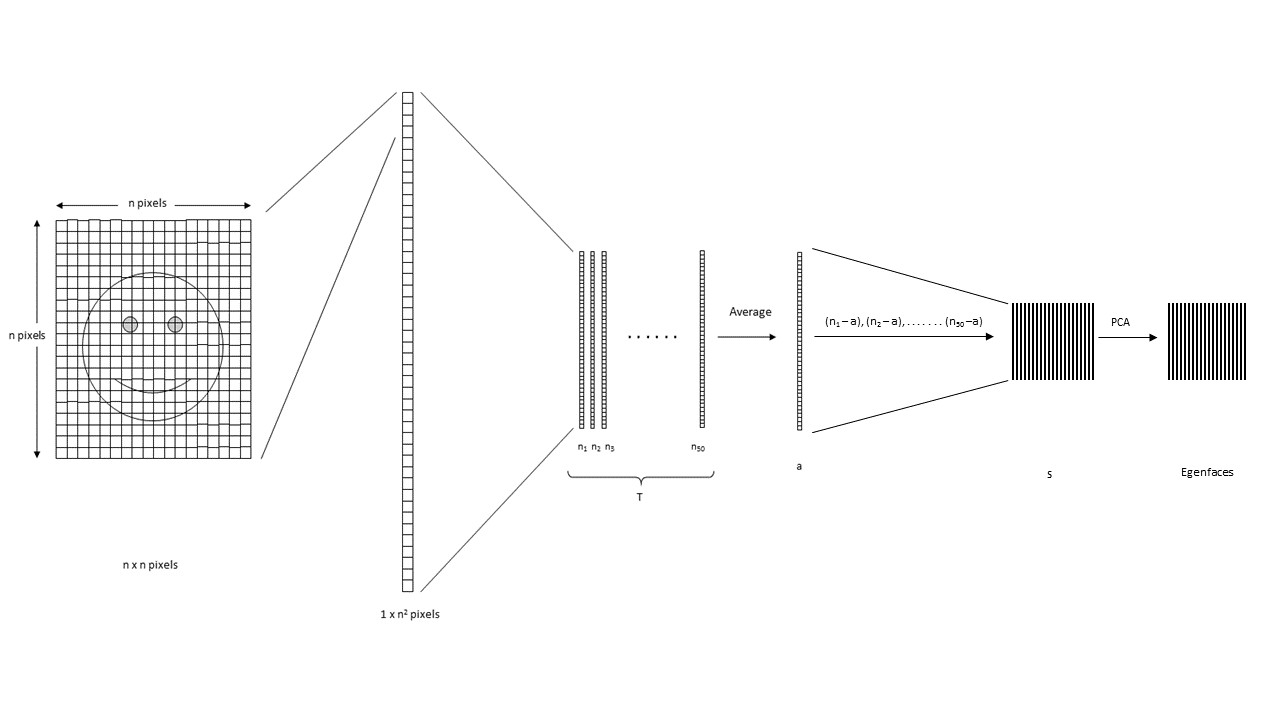 n pixels
n pixels
n x n pixels
1 x n² pixels
n₁ n₂ n₃ ...... n₅₀
T
Average
a
(n₁−a),(n₂−a),.......(n₅₀−a)
s
PCA
Egenfaces